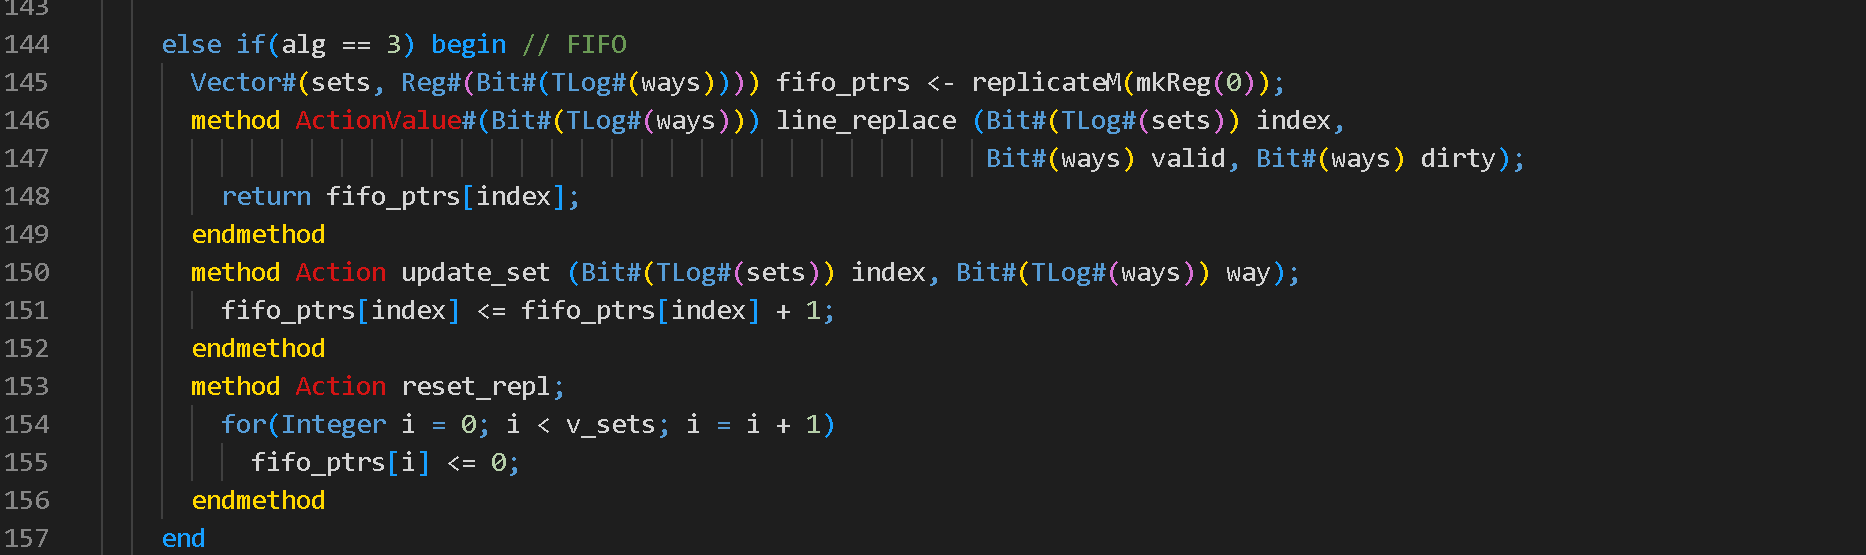 143
144 else if(alg == 3) begin // FIFO
145 Vector#(sets, Reg#(Bit#(TLog#(ways)))) fifo_ptrs <- replicateM(mkReg(0));
146 method ActionValue#(Bit#(TLog#(ways))) line_replace (Bit#(TLog#(sets)) index,
147 Bit#(ways) valid, Bit#(ways) dirty);
148 return fifo_ptrs[index];
149 endmethod
150 method Action update_set (Bit#(TLog#(sets)) index, Bit#(TLog#(ways)) way);
151 fifo_ptrs[index] <= fifo_ptrs[index] + 1;
152 endmethod
153 method Action reset_repl;
154 for(Integer i = 0; i < v_sets; i = i + 1)
155 fifo_ptrs[i] <= 0;
156 endmethod
157 end